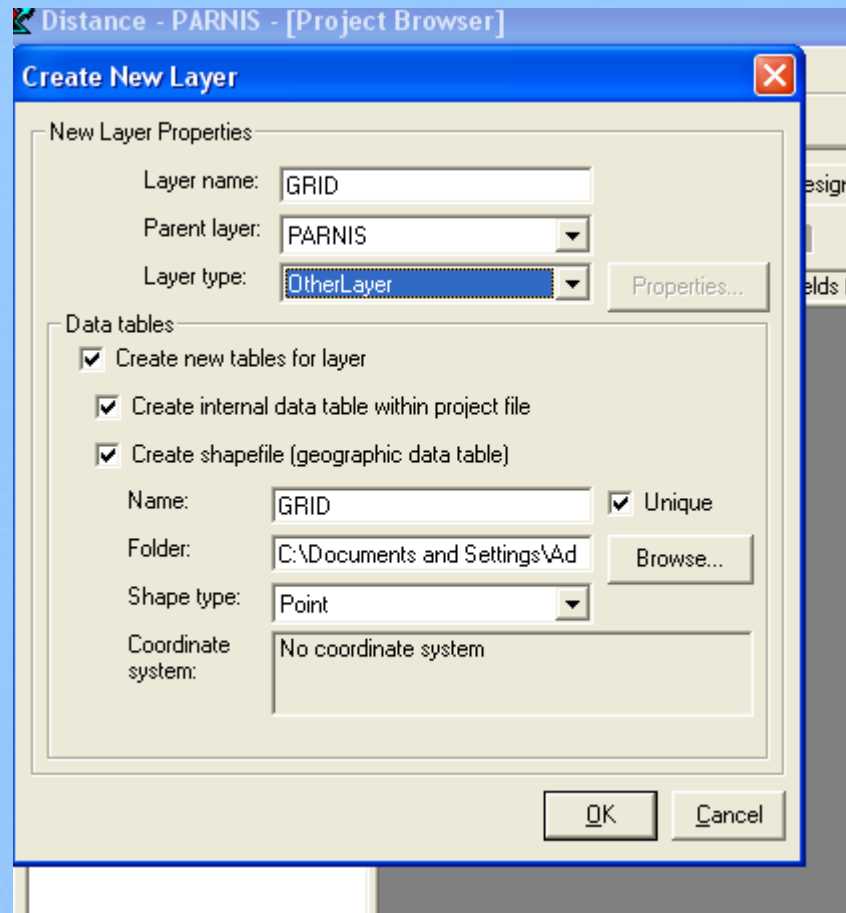 Distance - PARNIS - [Project Browser]
Create New Layer
New Layer Properties
Layer name: GRID
Parent layer: PARNIS
Layer type: OtherLayer Properties...
Data tables
Create new tables for layer
Create internal data table within project file
Create shapefile (geographic data table)
Name: GRID Unique
Folder: C:\Documents and Settings\Ad Browse...
Shape type: Point
Coordinate system: No coordinate system
OK Cancel